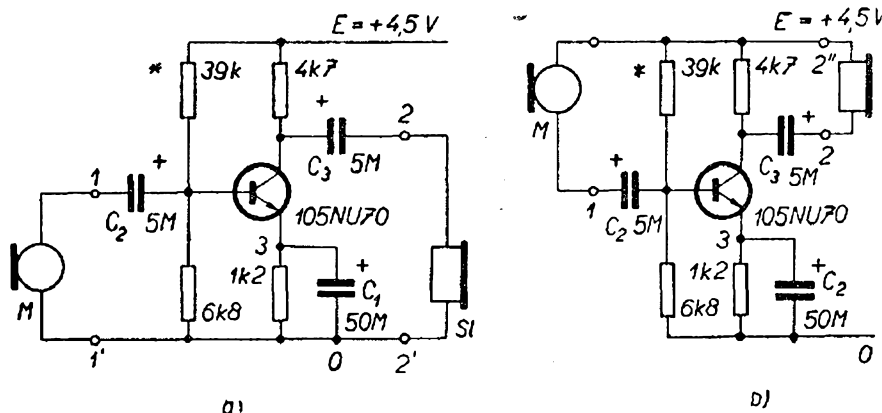 E = +4,5 V
* 39k 4k7
+ 2
C3 5M
1 +
C2 5M
105NU70
3
M 6k8 1k2 + C1
50M
Sl
1' 0 2'
a)
E = +4,5 V
* 39k 4k7 2"
M
+
C3 2
5M
+
1 C2 5M
105NU70
3
1k2 + C2
6k8 50M
0
b)